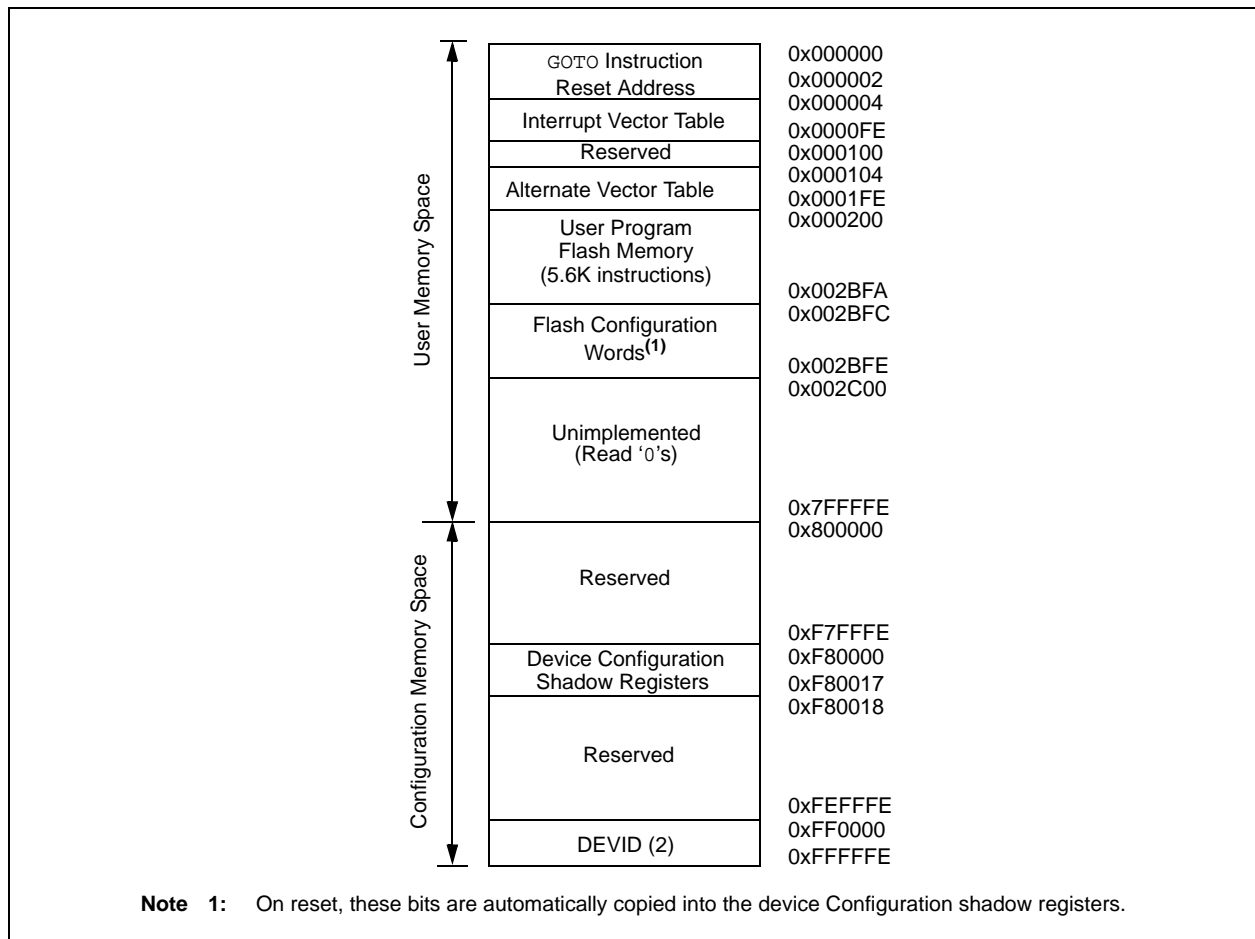 GOTO Instruction
Reset Address
0x000000
0x000002
0x000004
Interrupt Vector Table
0x0000FE
Reserved
0x000100
0x000104
Alternate Vector Table
0x0001FE
0x000200
User Program
Flash Memory
(5.6K instructions)
0x002BFA
0x002BFC
Flash Configuration
Words(1)
0x002BFE
0x002C00
Unimplemented
(Read ‘0’s)
0x7FFFFE
0x800000
User Memory Space
Reserved
0xF7FFFE
0xF80000
Device Configuration
Shadow Registers
0xF80017
0xF80018
Reserved
0xFEFFFE
0xFF0000
DEVID (2)
0xFFFFFE
Configuration Memory Space
Note 1: On reset, these bits are automatically copied into the device Configuration shadow registers.